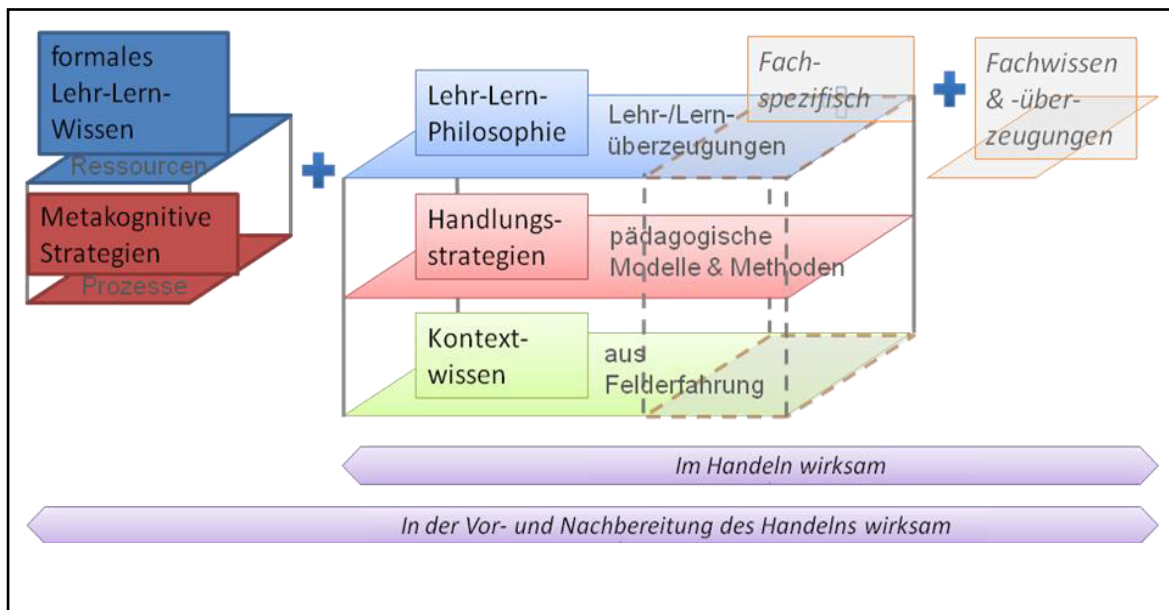 formales
Lehr-Lern-
Wissen
Ressourcen
Metakognitive
Strategien
Prozesse
Lehr-Lern-
Philosophie
Lehr-/Lern-
überzeugungen
Handlungs-
strategien
pädagogische
Modelle & Methoden
Kontext-
wissen
aus
Felderfahrung
Fach-
spezifisch
Fachwissen
& -über-
zeugungen
Im Handeln wirksam
In der Vor- und Nachbereitung des Handelns wirksam